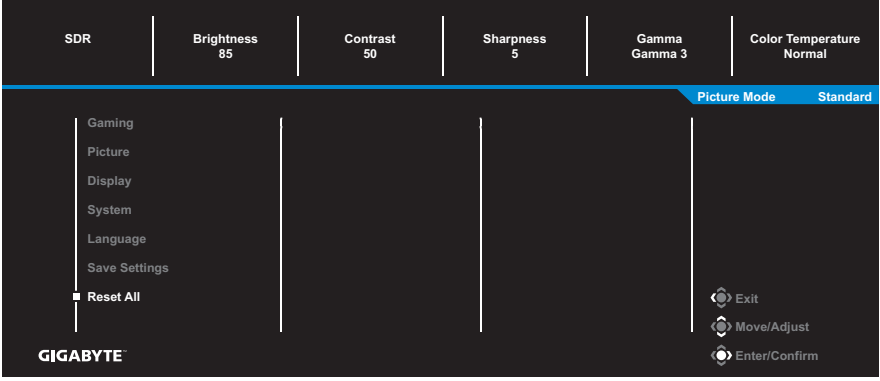 SDR
Brightness
85
Contrast
50
Sharpness
5
Gamma
Gamma 3
Color Temperature
Normal
Picture Mode Standard
Gaming
Picture
Display
System
Language
Save Settings
Reset All
Exit
Move/Adjust
Enter/Confirm
GIGABYTE™